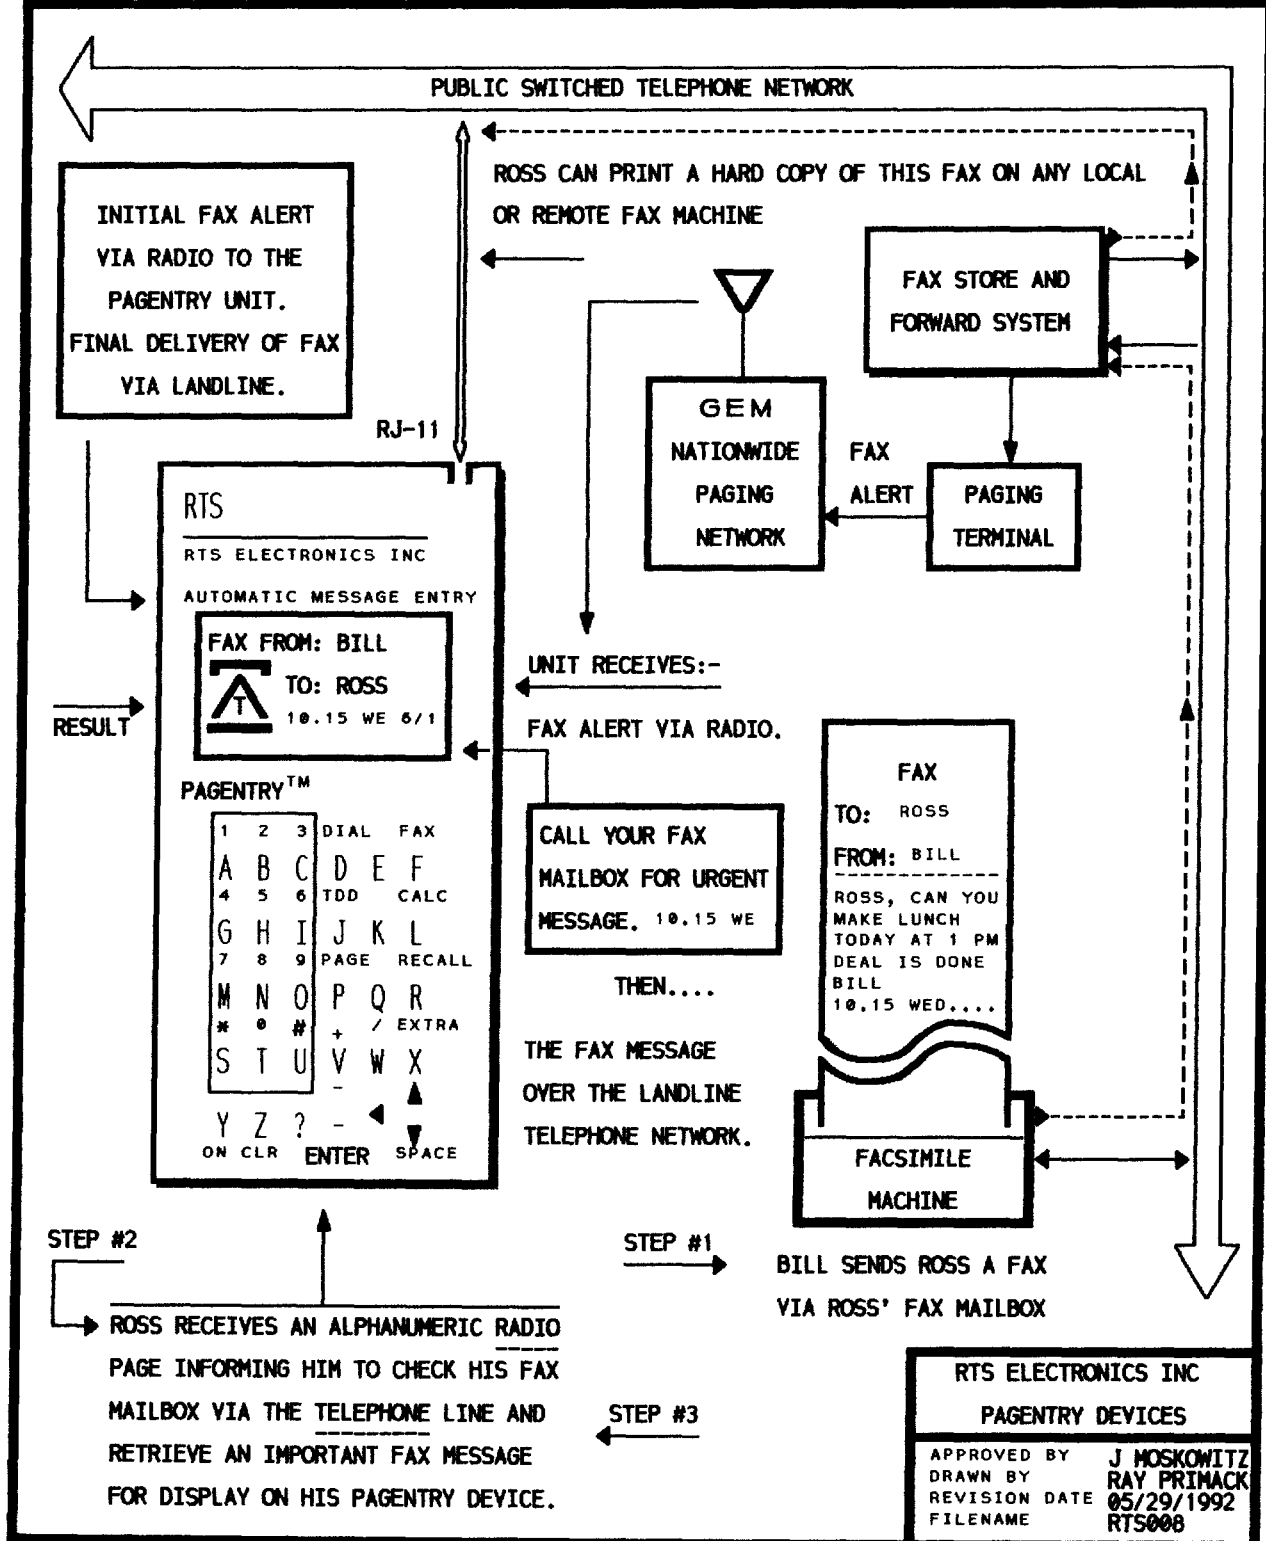 PUBLIC SWITCHED TELEPHONE NETWORK
ROSS CAN PRINT A HARD COPY OF THIS FAX ON ANY LOCAL
OR REMOTE FAX MACHINE
INITIAL FAX ALERT
VIA RADIO TO THE
PAGENTRY UNIT.
FINAL DELIVERY OF FAX
VIA LANDLINE.
FAX STORE AND
FORWARD SYSTEM
GEM
NATIONWIDE
PAGING
NETWORK
FAX
ALERT
PAGING
TERMINAL
RJ-11
RTS
RTS ELECTRONICS INC
AUTOMATIC MESSAGE ENTRY
FAX FROM: BILL
T
TO: ROSS
10.15 WE 6/1
RESULT
UNIT RECEIVES:-
FAX ALERT VIA RADIO.
PAGENTRY™
1 2 3 DIAL FAX
A B C D E F
4 5 6 TDD CALC
G H I J K L
7 8 9 PAGE RECALL
M N O P Q R
* 0 # + / EXTRA
S T U V W X
–
Y Z ? –
ON CLR ENTER SPACE
CALL YOUR FAX
MAILBOX FOR URGENT
MESSAGE. 10.15 WE
THEN....
THE FAX MESSAGE
OVER THE LANDLINE
TELEPHONE NETWORK.
FAX
TO: ROSS
FROM: BILL
ROSS, CAN YOU
MAKE LUNCH
TODAY AT 1 PM
DEAL IS DONE
BILL
10.15 WED....
FACSIMILE
MACHINE
STEP #1
BILL SENDS ROSS A FAX
VIA ROSS' FAX MAILBOX
STEP #2
ROSS RECEIVES AN ALPHANUMERIC RADIO
PAGE INFORMING HIM TO CHECK HIS FAX
MAILBOX VIA THE TELEPHONE LINE AND
RETRIEVE AN IMPORTANT FAX MESSAGE
FOR DISPLAY ON HIS PAGENTRY DEVICE.
STEP #3
RTS ELECTRONICS INC
PAGENTRY DEVICES
APPROVED BY J MOSKOWITZ
DRAWN BY RAY PRIMACK
REVISION DATE 05/29/1992
FILENAME RTS008